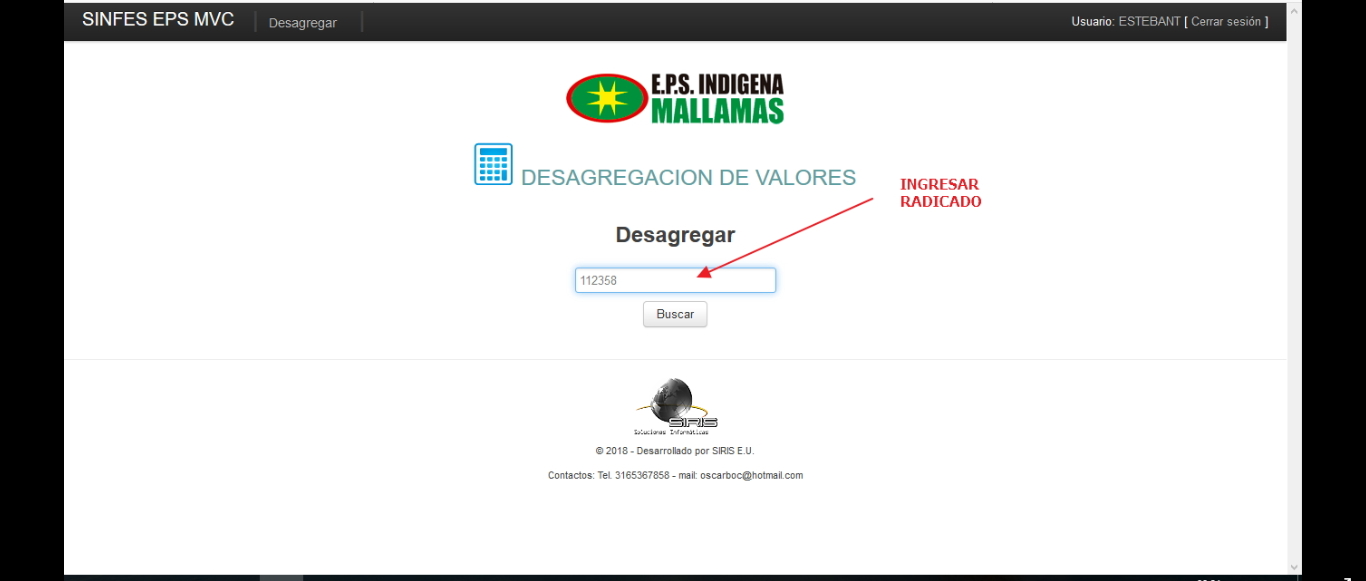 SINFES EPS MVC
Desagregar
Usuario: ESTEBANT [ Cerrar sesión ]
E.P.S. INDIGENA
MALLAMAS
DESAGREGACION DE VALORES
INGRESAR
RADICADO
Desagregar
112358
Buscar
SIRIS
Soluciones Informáticas
© 2018 - Desarrollado por SIRIS E.U.
Contactos: Tel. 3165367858 - mail: oscarboc@hotmail.com